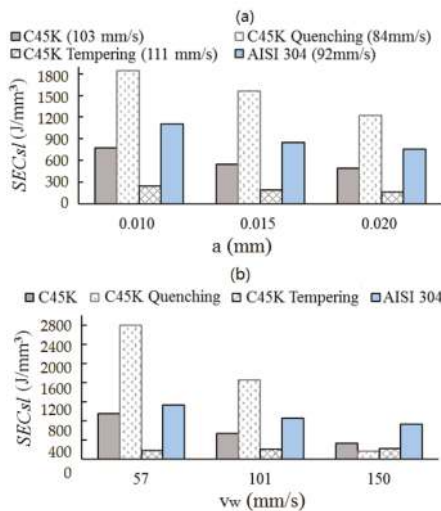 (a)
C45K (103 mm/s) C45K Quenching (84mm/s)
C45K Tempering (111 mm/s) AISI 304 (92mm/s)
SECsl (J/mm³)
1800
1500
1200
900
600
300
0
0.010 0.015 0.020
a (mm)
(b)
C45K C45K Quenching C45K Tempering AISI 304
SECsl (J/mm³)
2800
2400
2000
1600
1200
800
400
0
57 101 150
vw (mm/s)